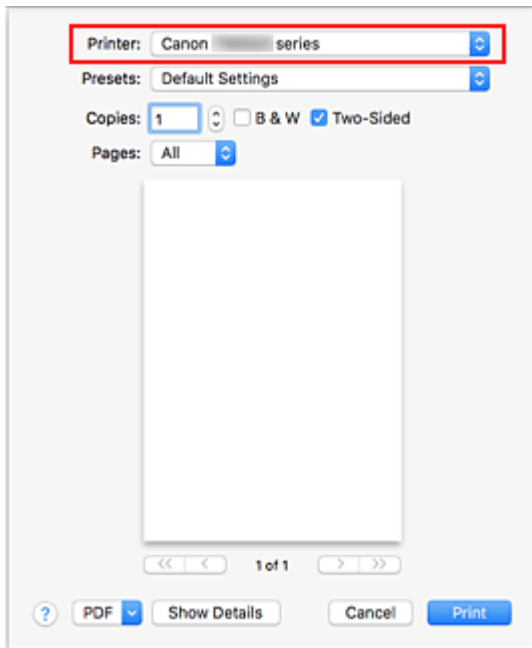 Printer: Canon series
Presets: Default Settings
Copies: 1 B & W Two-Sided
Pages: All
<< < 1 of 1 > >>
? PDF Show Details Cancel Print